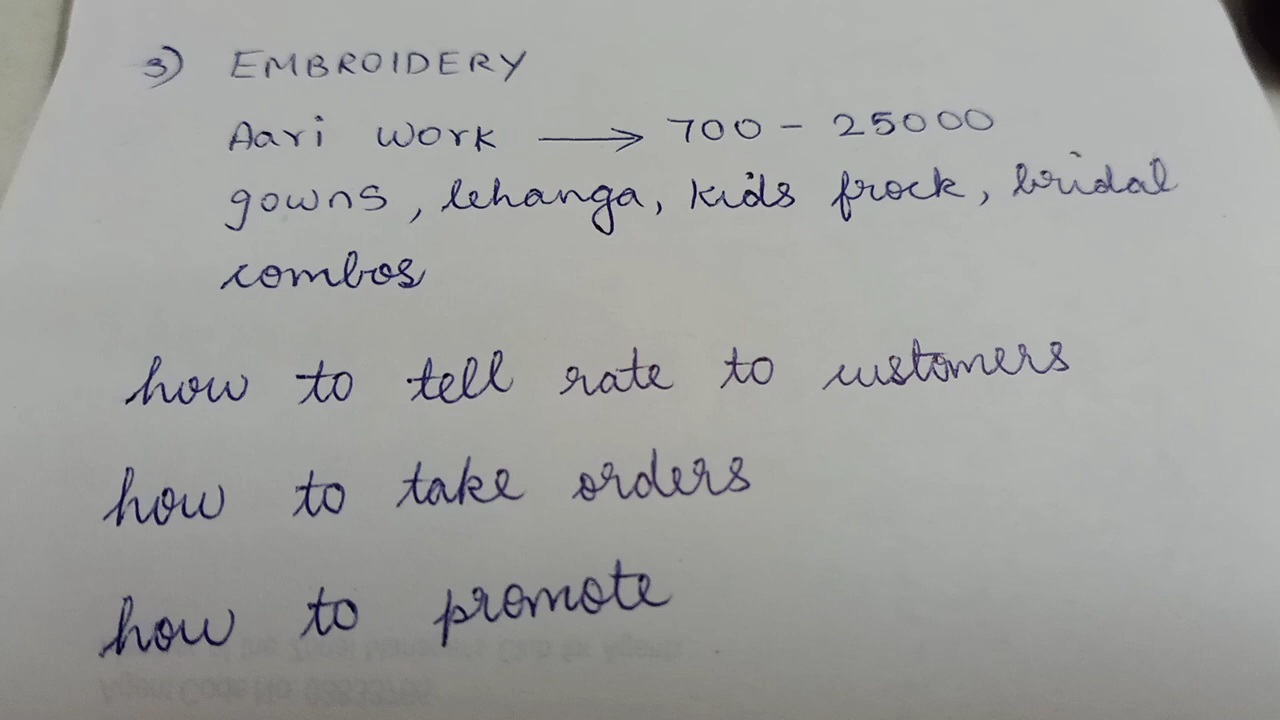 3) EMBROIDERY
Aari work → 700 - 25000
gowns, lehanga, kids frock, bridal
combos
how to tell rate to customers
how to take orders
how to promote